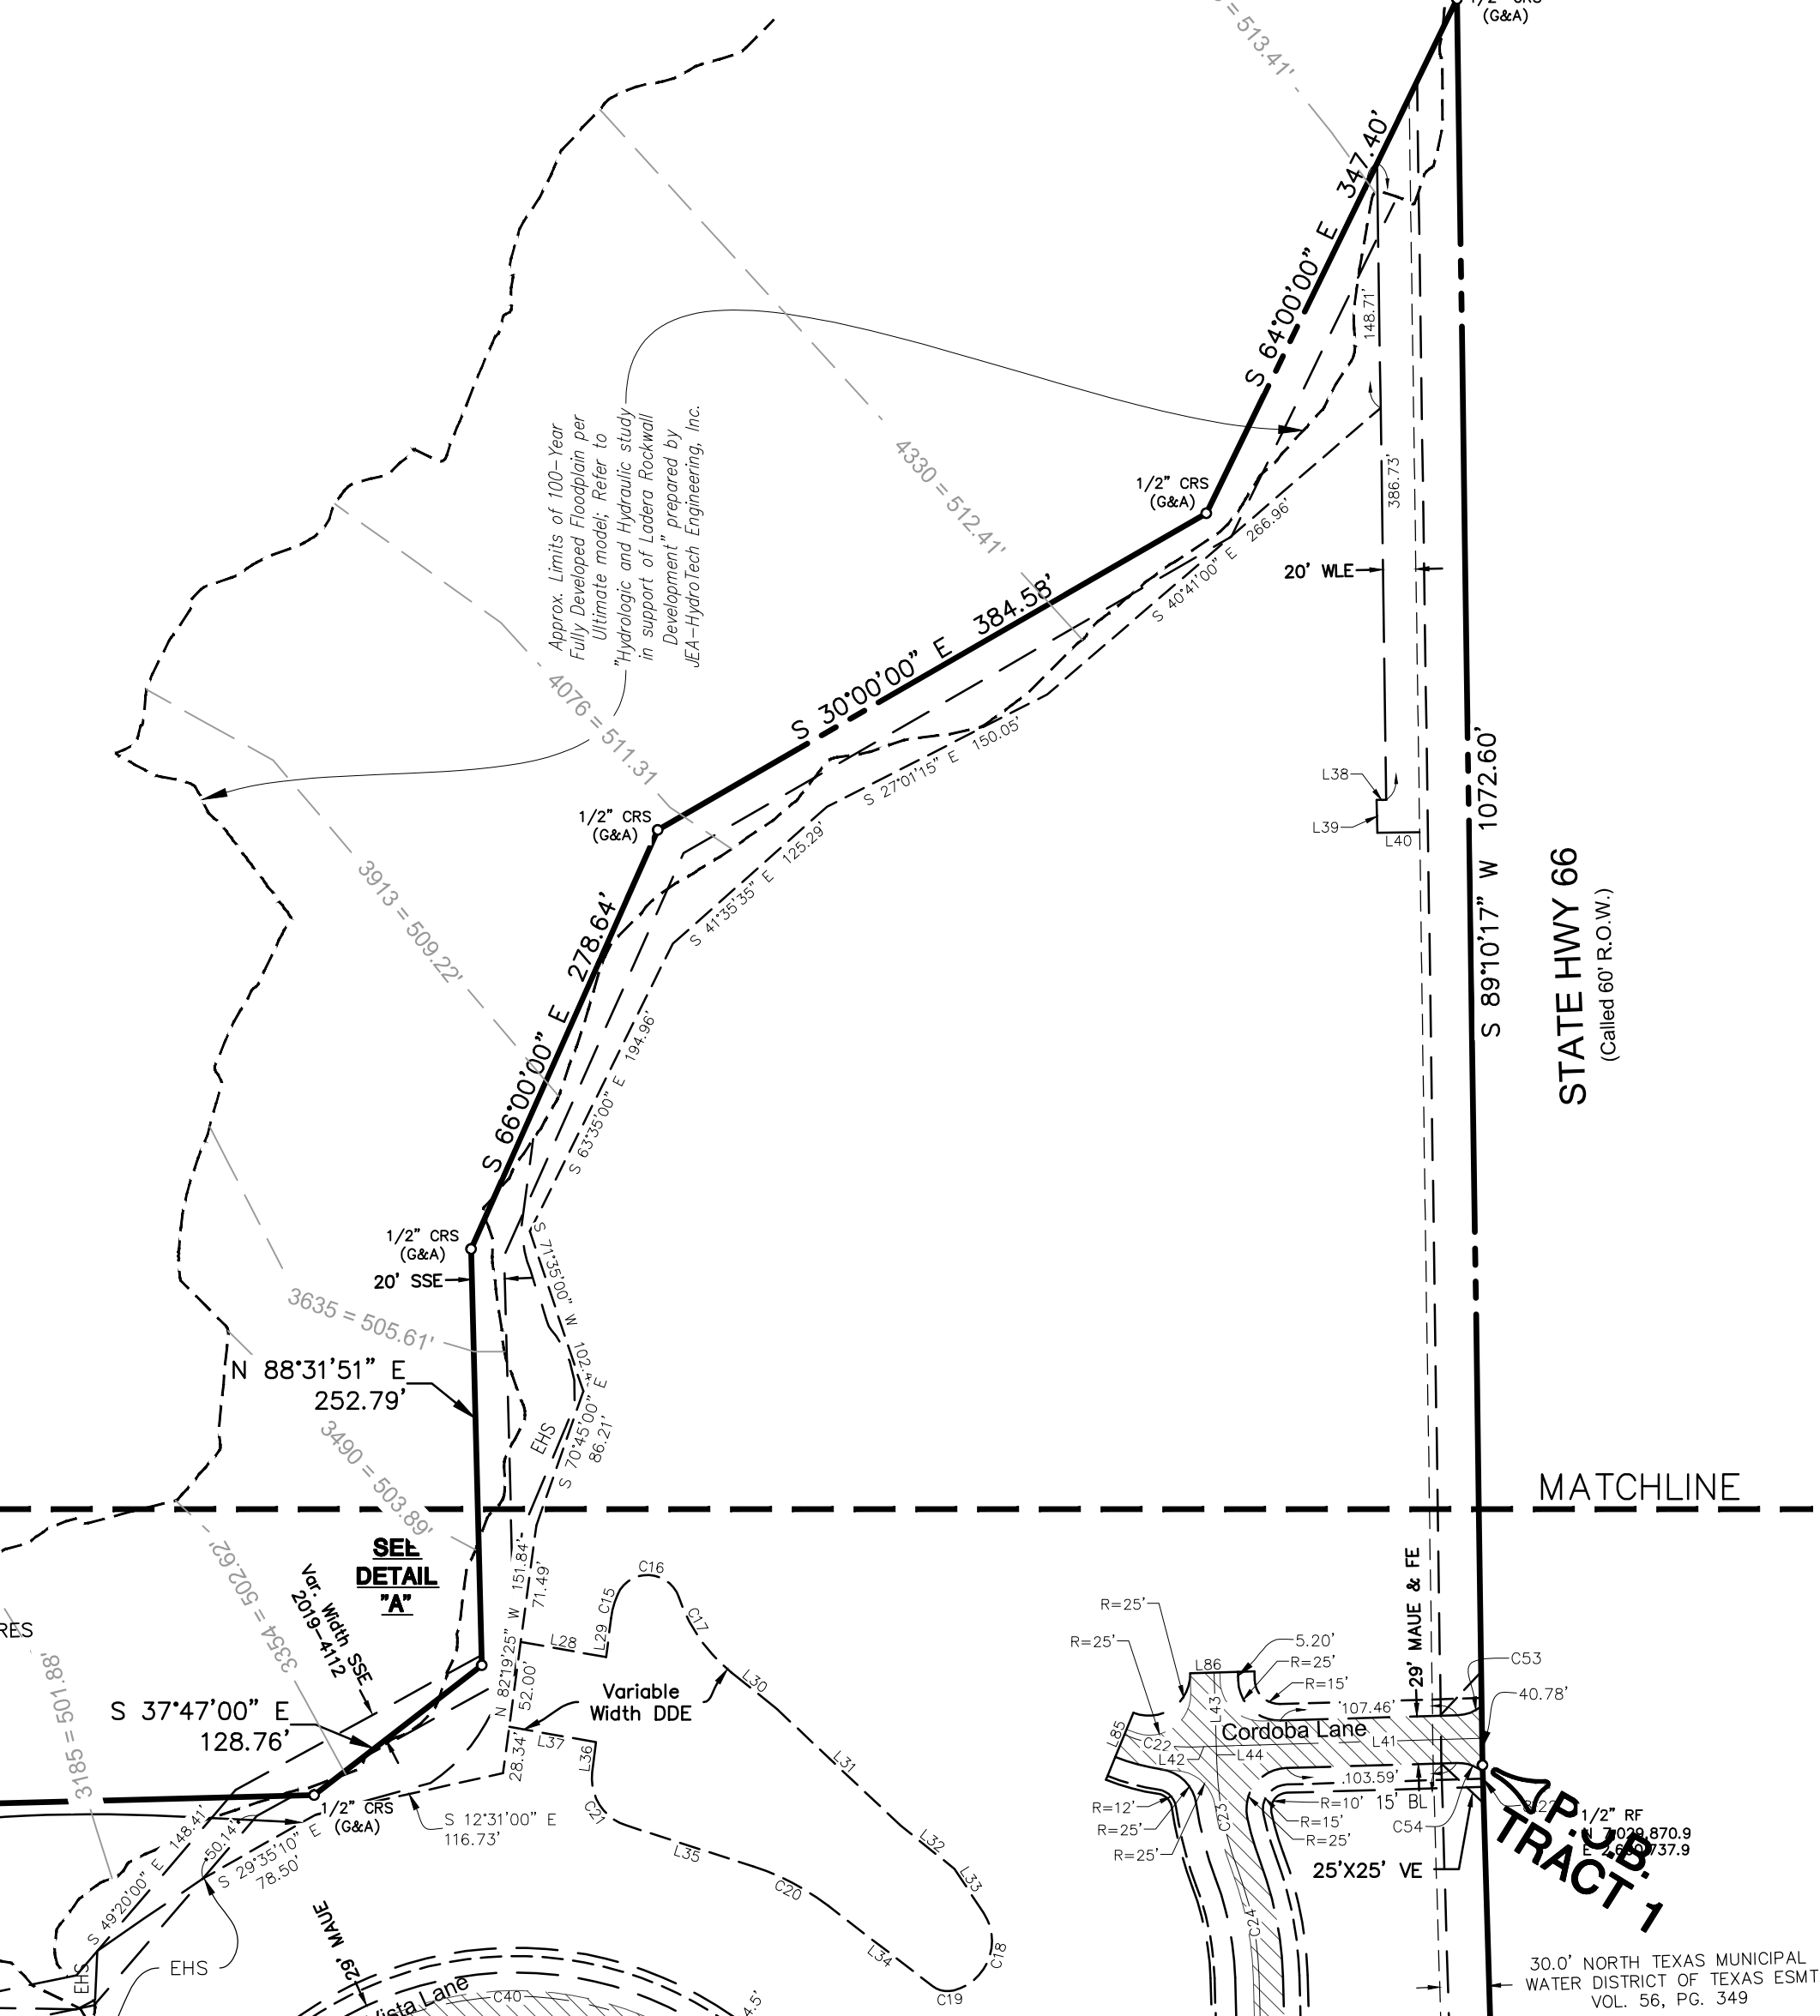 1/2" CRS
(G&A)
513.41'
S 64°00'00" E 347.40'
148.71'
4330 = 512.41'
Approx. Limits of 100-Year
Fully Developed Floodplain per
Ultimate model; Refer to
"Hydrologic and Hydraulic study
in support of Ladera Rockwall
Development" prepared by
JEA-HydroTech Engineering, Inc.
1/2" CRS
(G&A)
386.73'
S 40°41'00" E 266.96'
20' WLE
S 30°00'00" E 384.58'
4076 = 511.31
S 27°01'15" E 150.05'
L38
L39
L40
S 89°10'17" W 1072.60'
STATE HWY 66
(Called 60' R.O.W.)
1/2" CRS
(G&A)
S 41°35'35" E 125.29'
3913 = 509.22'
S 66°00'00" E 278.64'
S 63°35'00" E 194.96'
1/2" CRS
(G&A)
20' SSE
S 71°35'00" W 102.
3635 = 505.61'
N 88°31'51" E
252.79'
EHS
S 70°45'00" E
86.21'
3490 = 503.89'
MATCHLINE
SEE
DETAIL
"A"
3354 = 502.62'
Var. Width SSE
2019-4112
RES
3185 = 501.88'
N 82°19'25" W 151.84'
71.49'
52.00'
28.34'
C15
C16
C17
L28
L29
L30
Variable
Width DDE
L37
L36
C21
L31
L32
L33
L35
C20
L34
C18
C19
S 37°47'00" E
128.76'
1/2" CRS
(G&A)
S 12°31'00" E
116.73'
148.41'
50.14'
S 49°20'00" E
S 29°35'10" E
78.50'
EHS
EHS
29' MAUE
Vista Lane
C40
4.5'
R=25'
R=25'
5.20'
R=25'
R=15'
L86
L43
29' MAUE & FE
C53
40.78'
107.46'
Cordoba Lane
L85
C22
L42
L44
L41
103.59'
R=10'
15' BL
R=12'
R=25'
R=25'
R=15'
R=25'
C23
C24
C54
25'X25' VE
P.O.B.
TRACT 1
1/2" RF
N 7,029,870.9
737.9
30.0' NORTH TEXAS MUNICIPAL
WATER DISTRICT OF TEXAS ESMT
VOL. 56, PG. 349